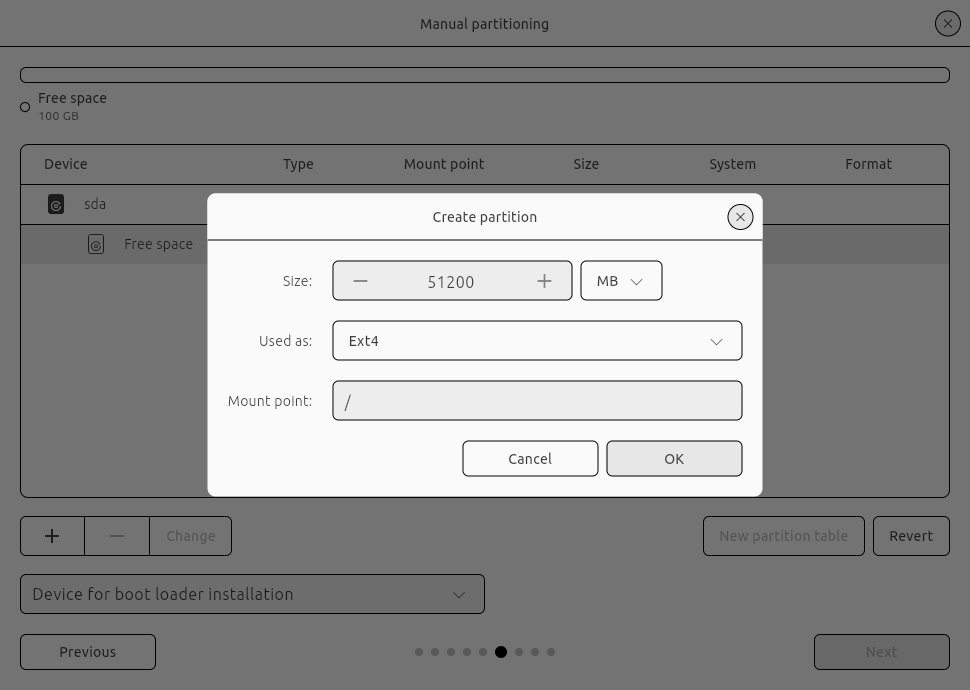 Manual partitioning
Free space
100 GB
Device Type Mount point Size System Format
sda
Free space
Create partition
Size: 51200 MB
Used as: Ext4
Mount point: /
Cancel OK
Change New partition table Revert
Device for boot loader installation
Previous Next